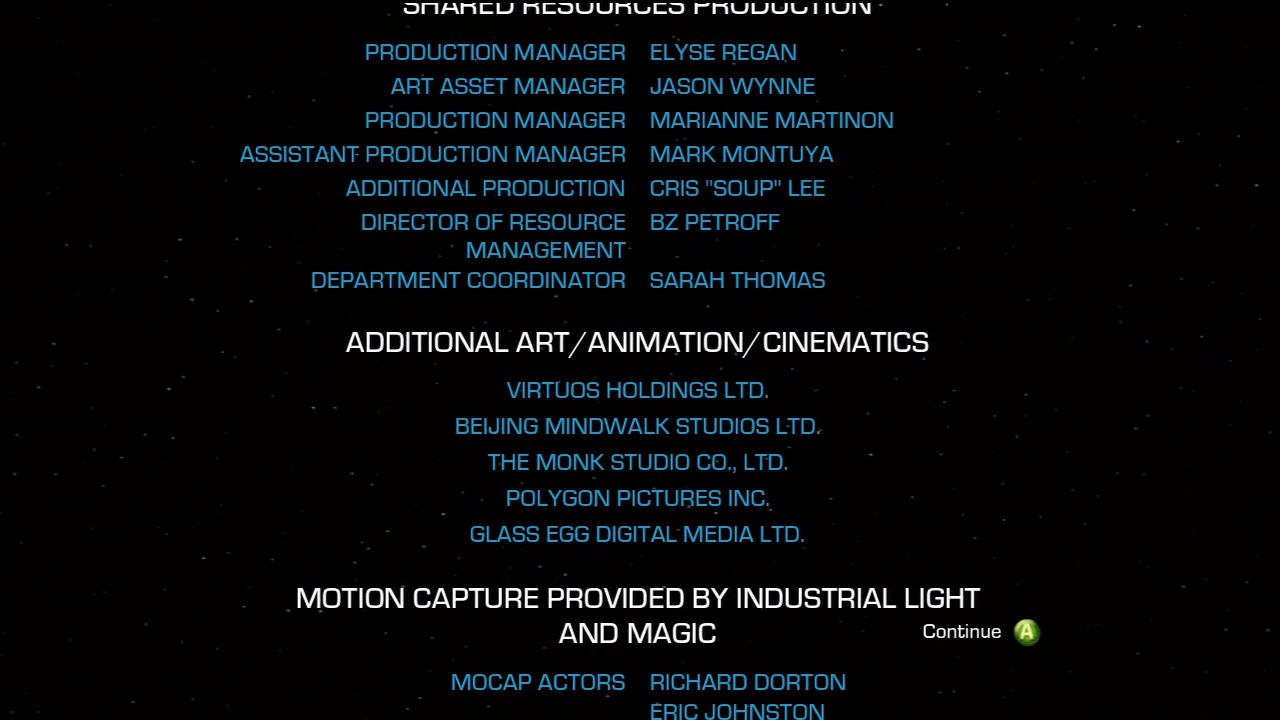 SHARED RESOURCES PRODUCTION
PRODUCTION MANAGER ELYSE REGAN
ART ASSET MANAGER JASON WYNNE
PRODUCTION MANAGER MARIANNE MARTINON
ASSISTANT PRODUCTION MANAGER MARK MONTUYA
ADDITIONAL PRODUCTION CRIS "SOUP" LEE
DIRECTOR OF RESOURCE BZ PETROFF
MANAGEMENT
DEPARTMENT COORDINATOR SARAH THOMAS
ADDITIONAL ART/ANIMATION/CINEMATICS
VIRTUOS HOLDINGS LTD.
BEIJING MINDWALK STUDIOS LTD.
THE MONK STUDIO CO., LTD.
POLYGON PICTURES INC.
GLASS EGG DIGITAL MEDIA LTD.
MOTION CAPTURE PROVIDED BY INDUSTRIAL LIGHT
AND MAGIC
Continue A
MOCAP ACTORS RICHARD DORTON
ERIC JOHNSTON